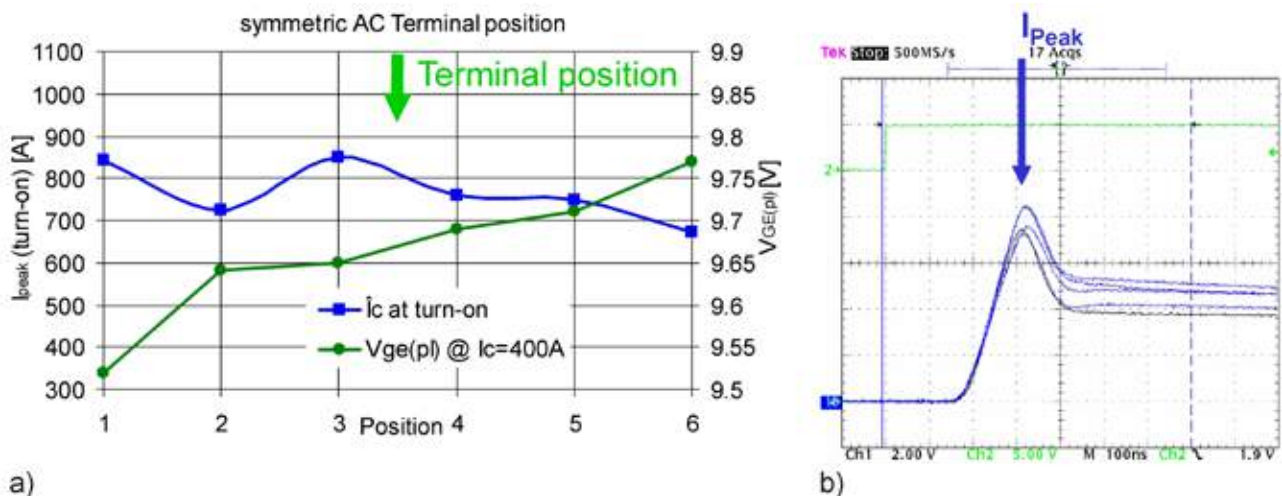 symmetric AC Terminal position
1100
1000
900
800
700
600
500
400
300
Ipeak (turn-on) [A]
Terminal position
Îc at turn-on
Vge(pl) @ Ic=400A
9.9
9.85
9.8
9.75
9.7
9.65
9.6
9.55
9.5
VGE(pl) [V]
1 2 3 4 5 6
Position
a)
IPeak
Tek Stop: 500MS/s 17 Acqs
2
Ch1 2.00 V Ch2 5.00 V M 100ns Ch2 1.9 V
b)